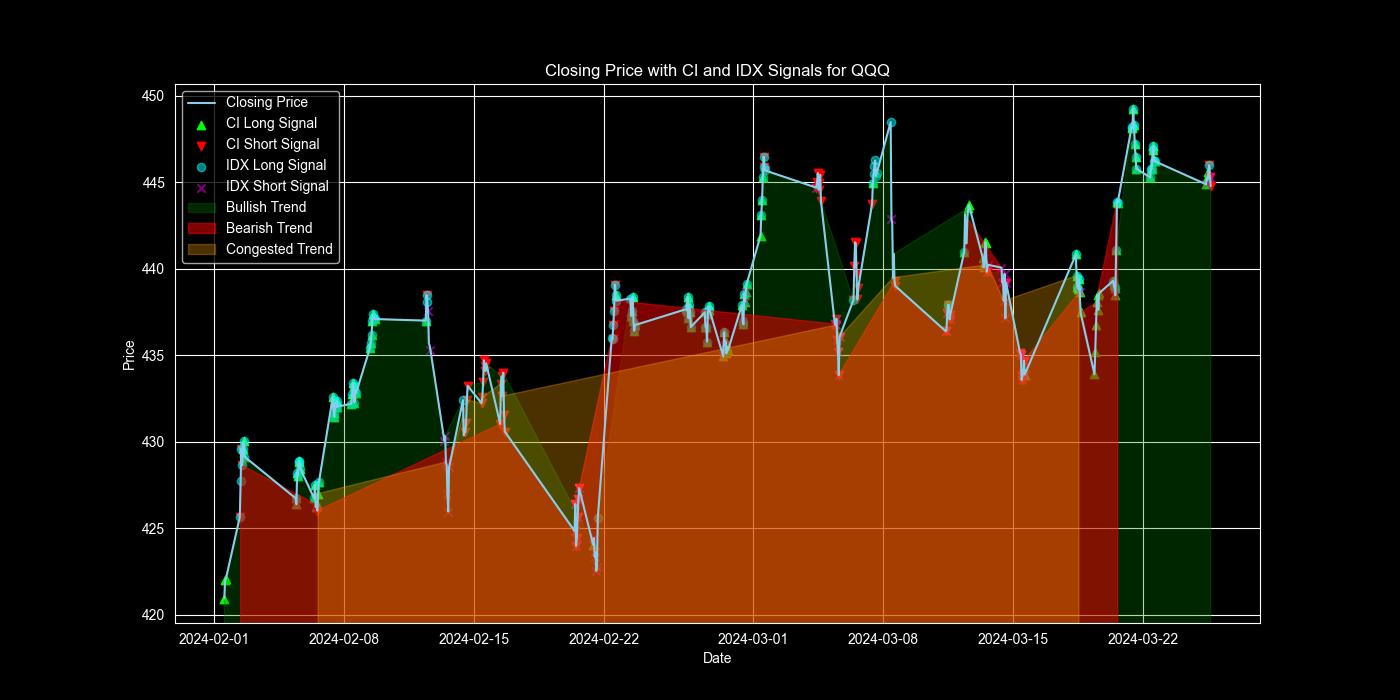 Closing Price with CI and IDX Signals for QQQ
450
445
440
435
430
425
420
Price
Closing Price
CI Long Signal
CI Short Signal
IDX Long Signal
IDX Short Signal
Bullish Trend
Bearish Trend
Congested Trend
2024-02-01 2024-02-08 2024-02-15 2024-02-22 2024-03-01 2024-03-08 2024-03-15 2024-03-22
Date